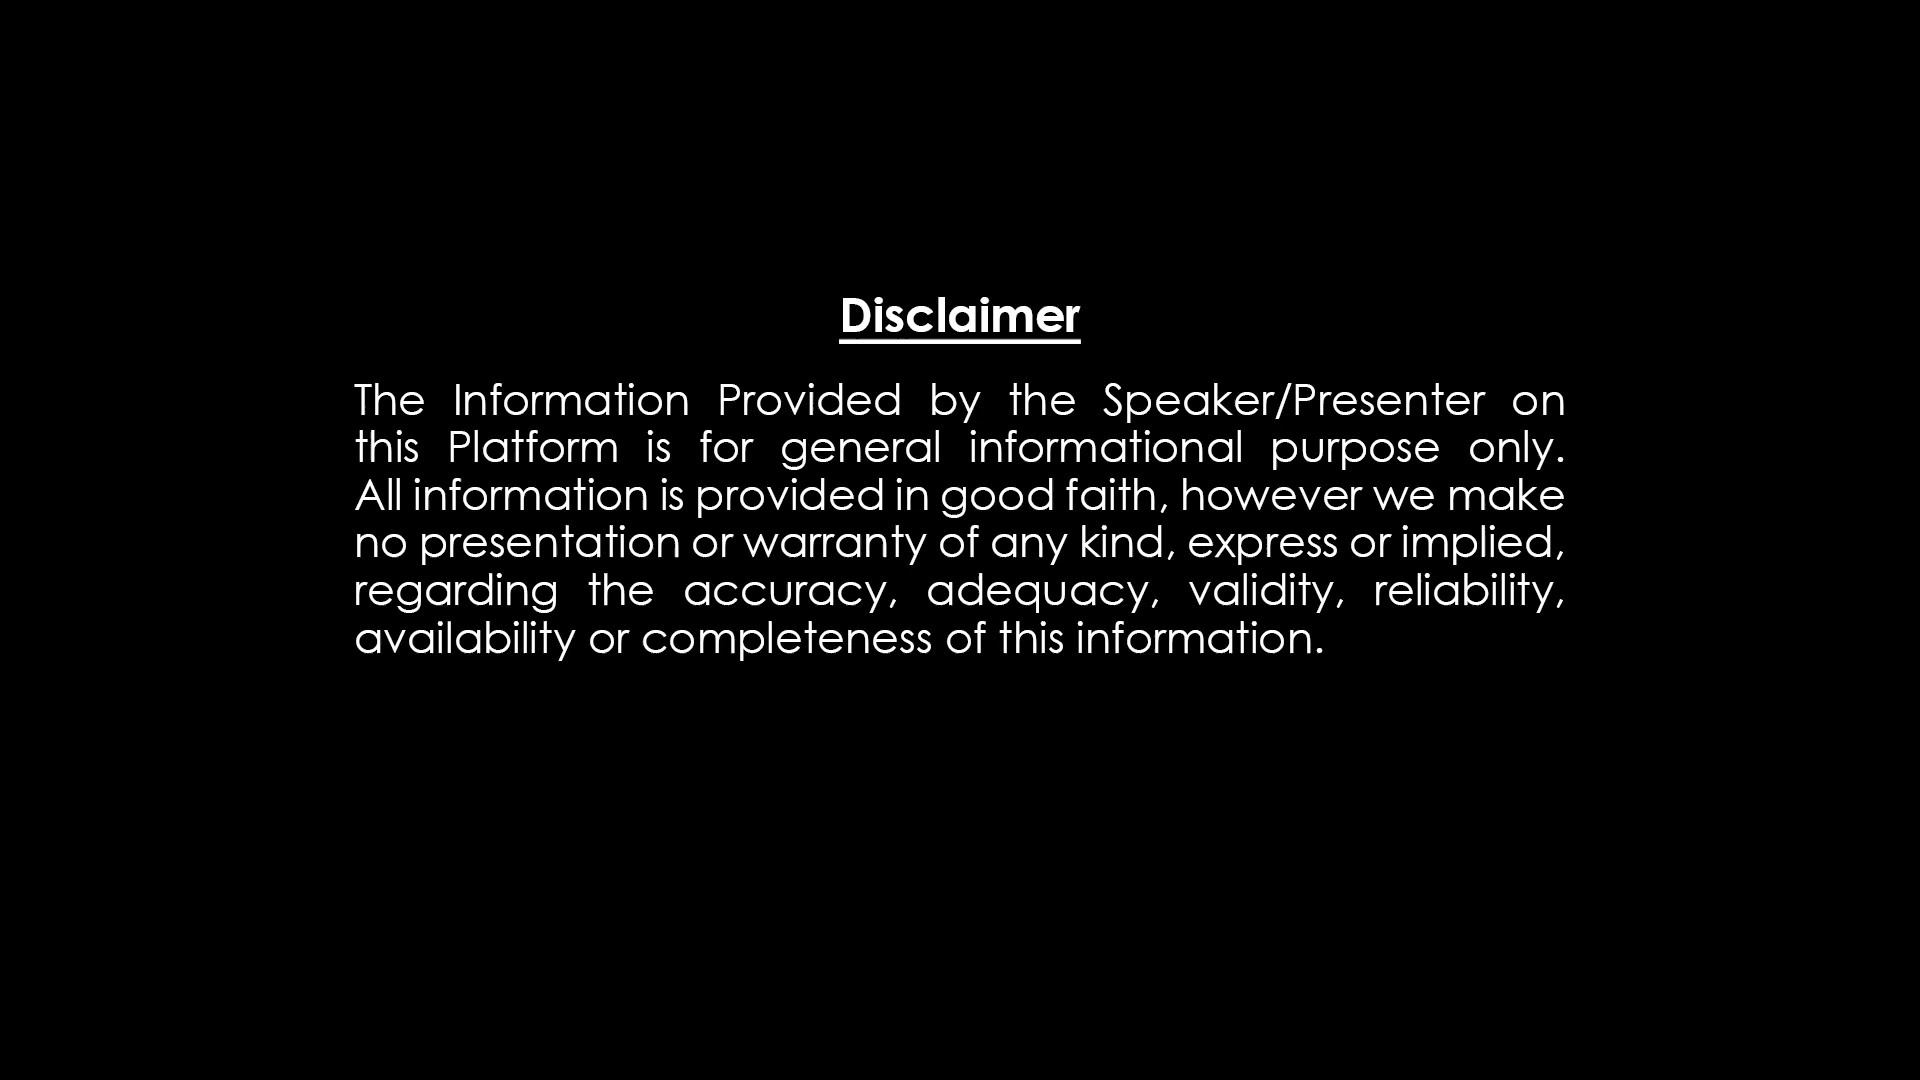 Disclaimer
The Information Provided by the Speaker/Presenter on
this Platform is for general informational purpose only.
All information is provided in good faith, however we make
no presentation or warranty of any kind, express or implied,
regarding the accuracy, adequacy, validity, reliability,
availability or completeness of this information.